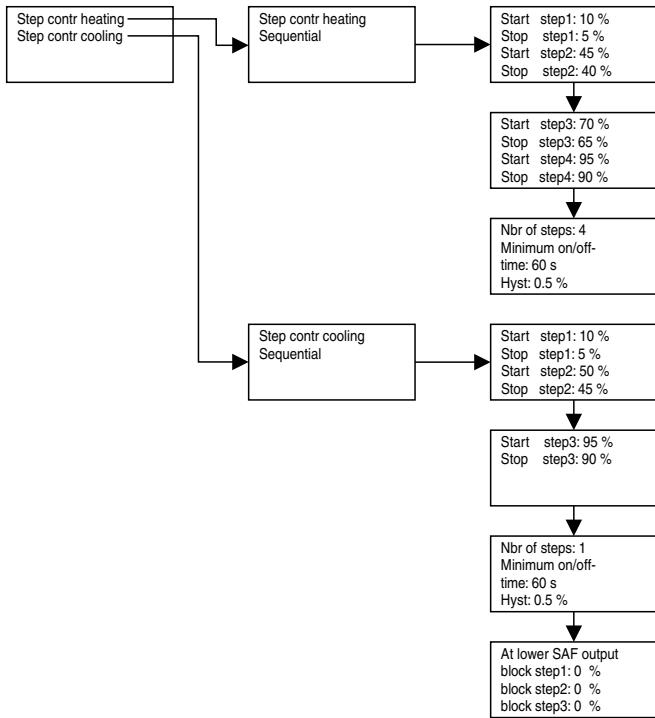 Step contr heating
Step contr cooling
Step contr heating
Sequential
Start step1: 10 %
Stop step1: 5 %
Start step2: 45 %
Stop step2: 40 %
Start step3: 70 %
Stop step3: 65 %
Start step4: 95 %
Stop step4: 90 %
Nbr of steps: 4
Minimum on/off-
time: 60 s
Hyst: 0.5 %
Step contr cooling
Sequential
Start step1: 10 %
Stop step1: 5 %
Start step2: 50 %
Stop step2: 45 %
Start step3: 95 %
Stop step3: 90 %
Nbr of steps: 1
Minimum on/off-
time: 60 s
Hyst: 0.5 %
At lower SAF output
block step1: 0 %
block step2: 0 %
block step3: 0 %